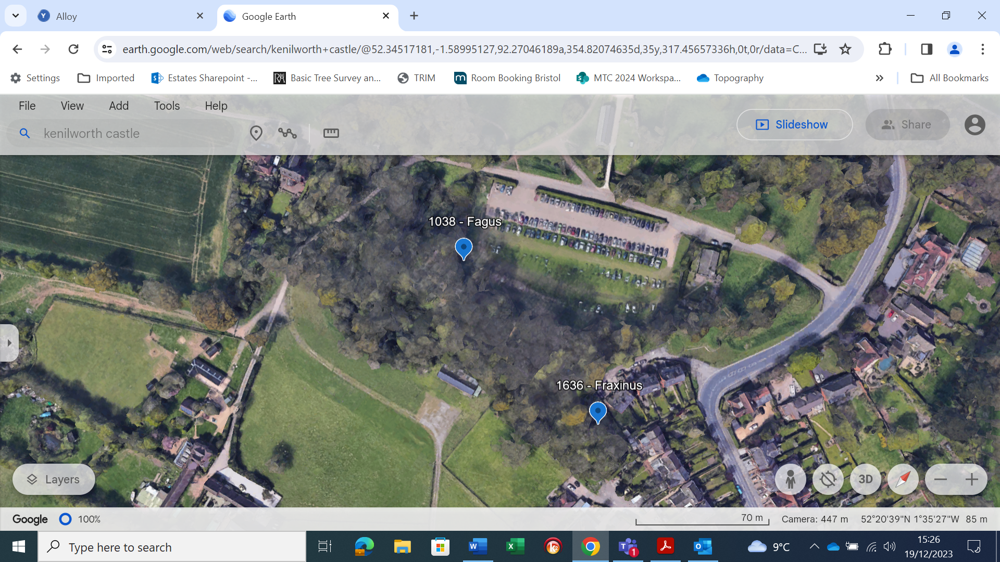 Alloy
Google Earth
earth.google.com/web/search/kenilworth+castle/@52.34517181,-1.58995127,92.27046189a,354.82074635d,35y,317.45657336h,0t,0r/data=C...
Settings
Imported
Estates Sharepoint -...
Basic Tree Survey an...
TRIM
Room Booking Bristol
MTC 2024 Workspa...
Topography
All Bookmarks
File
View
Add
Tools
Help
kenilworth castle
Slideshow
Share
1038 - Fagus
1636 - Fraxinus
Layers
3D
Google
100%
70 m
Camera: 447 m
52°20'39"N 1°35'27"W
85 m
Type here to search
9°C
15:26
19/12/2023